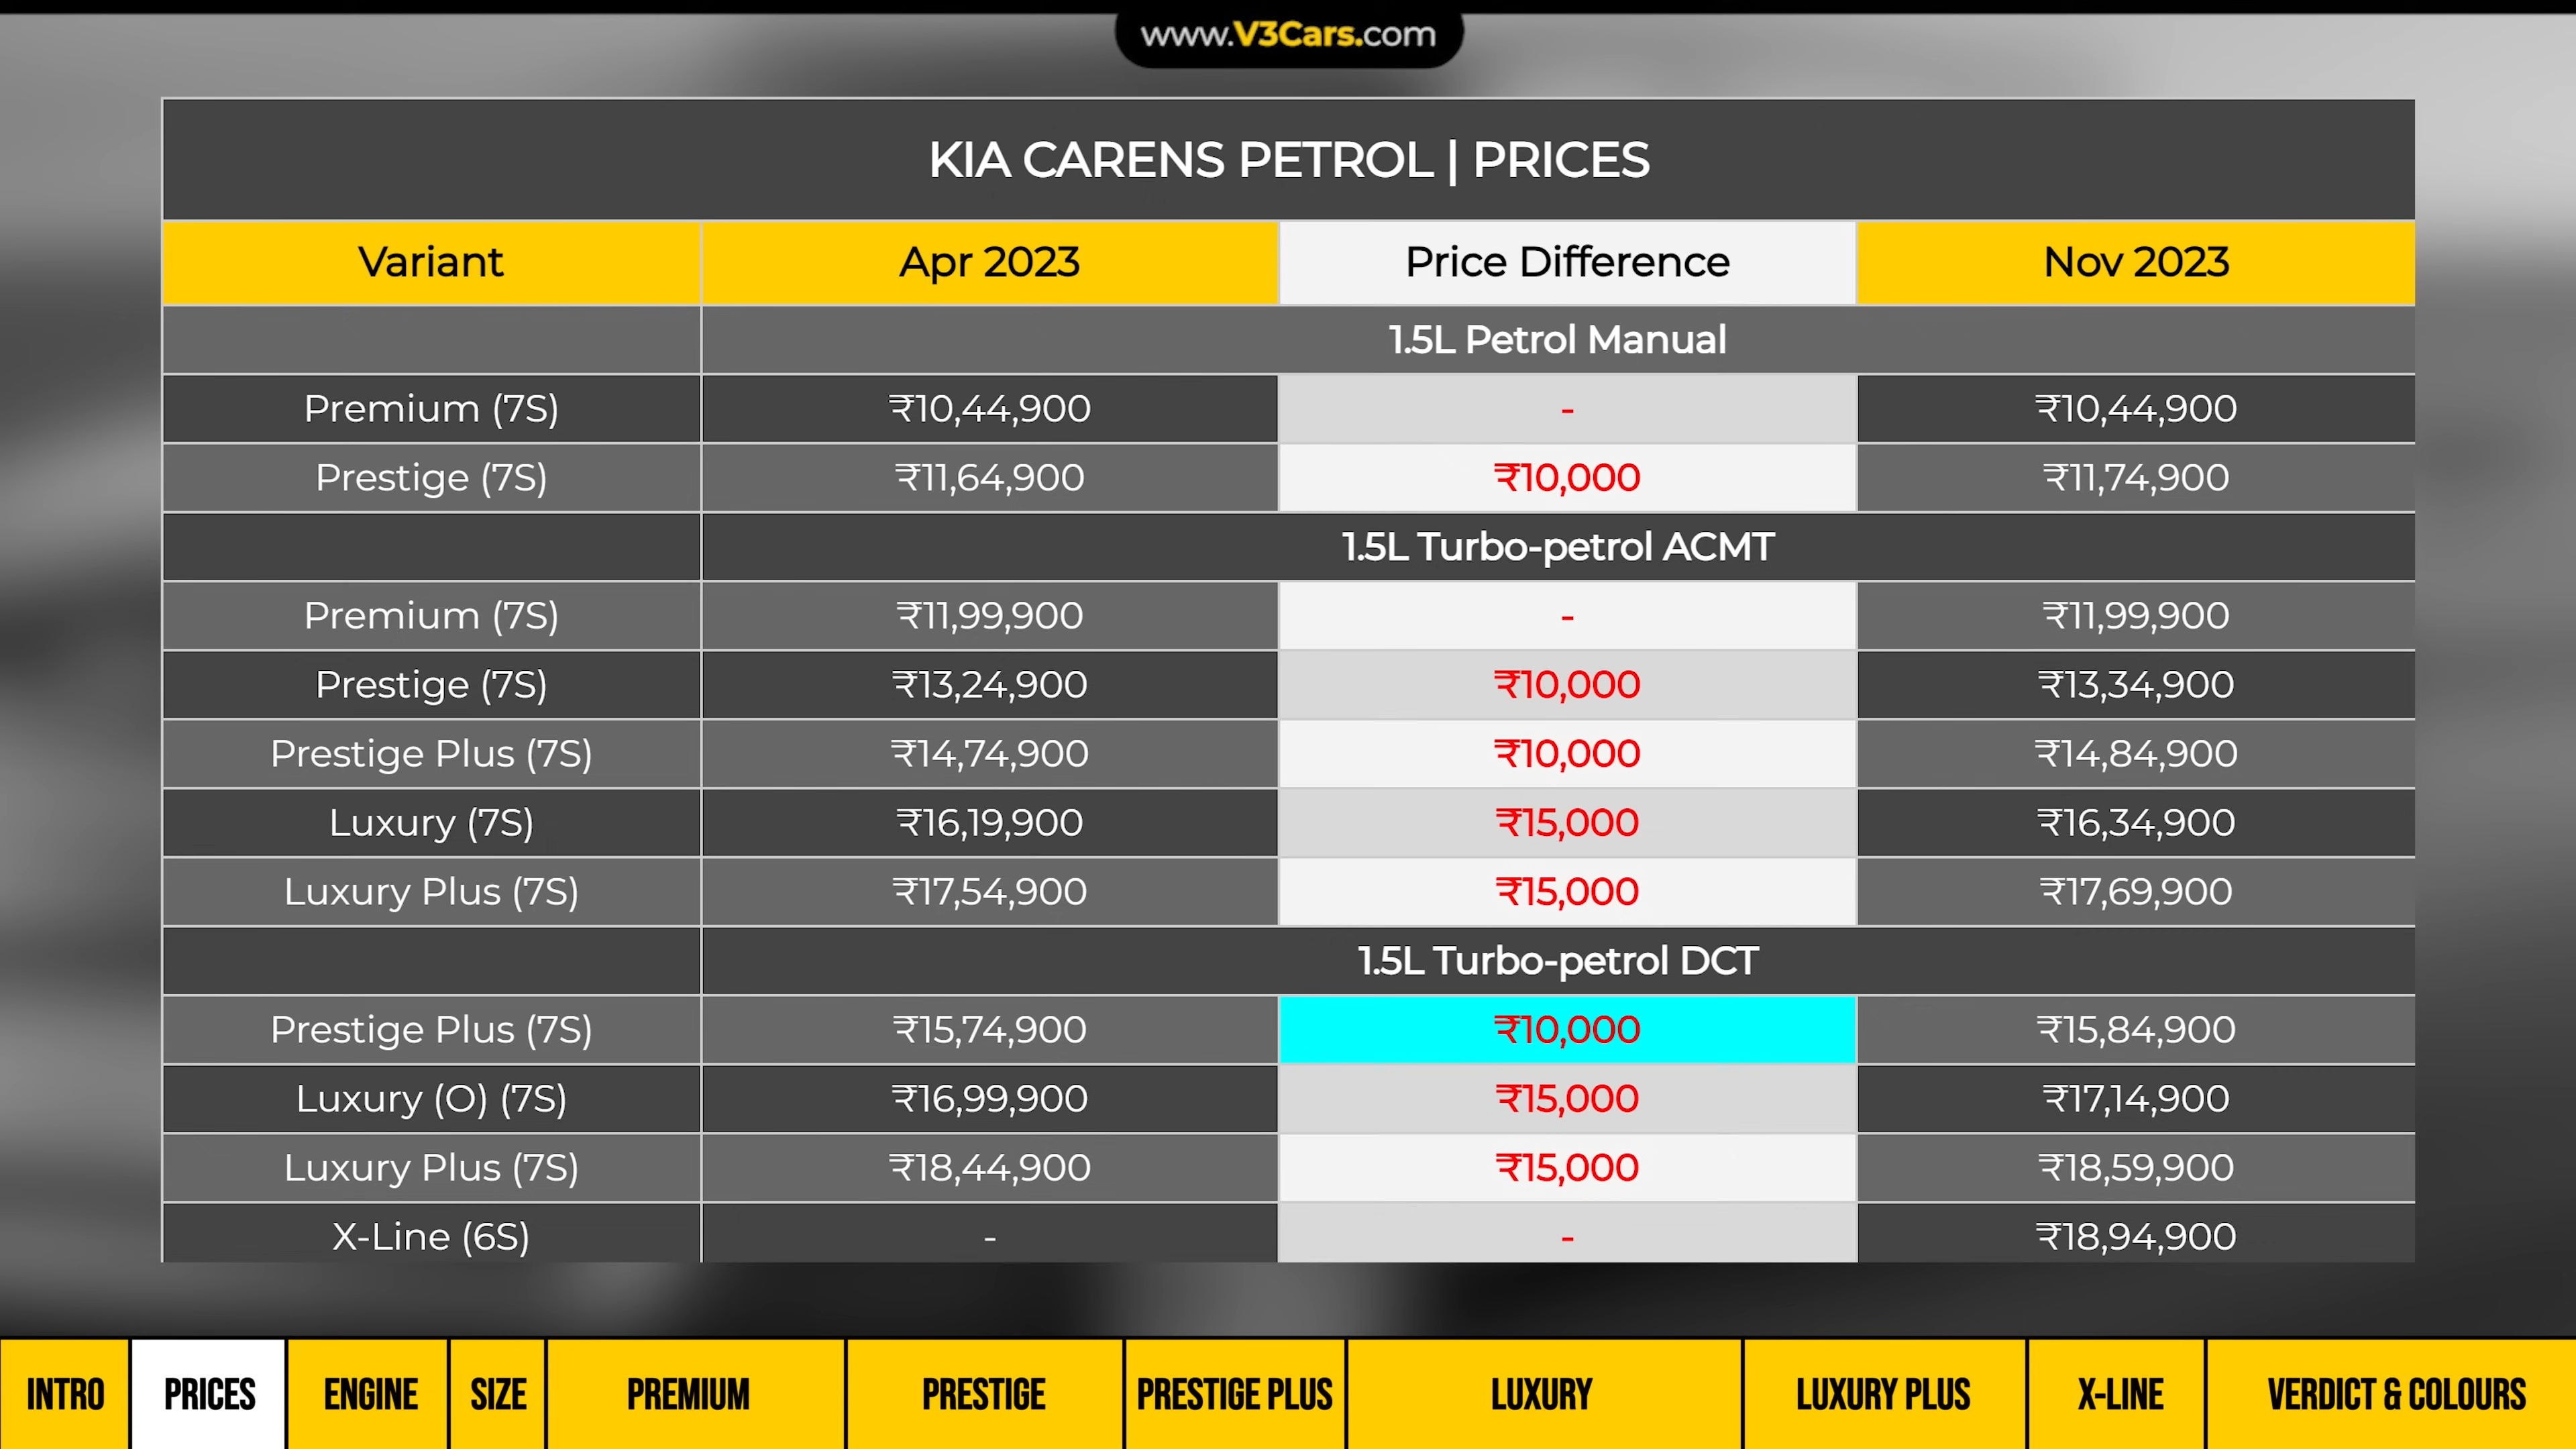 www.V3Cars.com
KIA CARENS PETROL | PRICES
Variant Apr 2023 Price Difference Nov 2023
1.5L Petrol Manual
Premium (7S) ₹10,44,900 - ₹10,44,900
Prestige (7S) ₹11,64,900 ₹10,000 ₹11,74,900
1.5L Turbo-petrol ACMT
Premium (7S) ₹11,99,900 - ₹11,99,900
Prestige (7S) ₹13,24,900 ₹10,000 ₹13,34,900
Prestige Plus (7S) ₹14,74,900 ₹10,000 ₹14,84,900
Luxury (7S) ₹16,19,900 ₹15,000 ₹16,34,900
Luxury Plus (7S) ₹17,54,900 ₹15,000 ₹17,69,900
1.5L Turbo-petrol DCT
Prestige Plus (7S) ₹15,74,900 ₹10,000 ₹15,84,900
Luxury (O) (7S) ₹16,99,900 ₹15,000 ₹17,14,900
Luxury Plus (7S) ₹18,44,900 ₹15,000 ₹18,59,900
X-Line (6S) - - ₹18,94,900
INTRO PRICES ENGINE SIZE PREMIUM PRESTIGE PRESTIGE PLUS LUXURY LUXURY PLUS X-LINE VERDICT & COLOURS